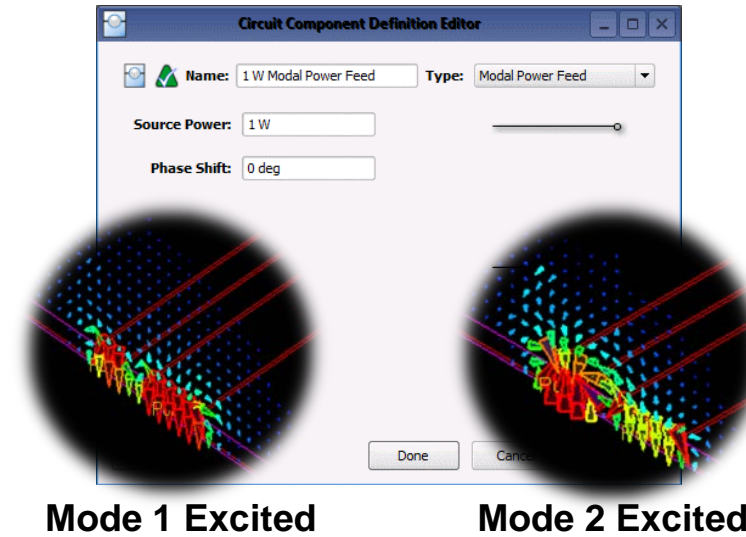 Circuit Component Definition Editor
Name: 1 W Modal Power Feed Type: Modal Power Feed
Source Power: 1 W
Phase Shift: 0 deg
Done
Mode 1 Excited Mode 2 Excited